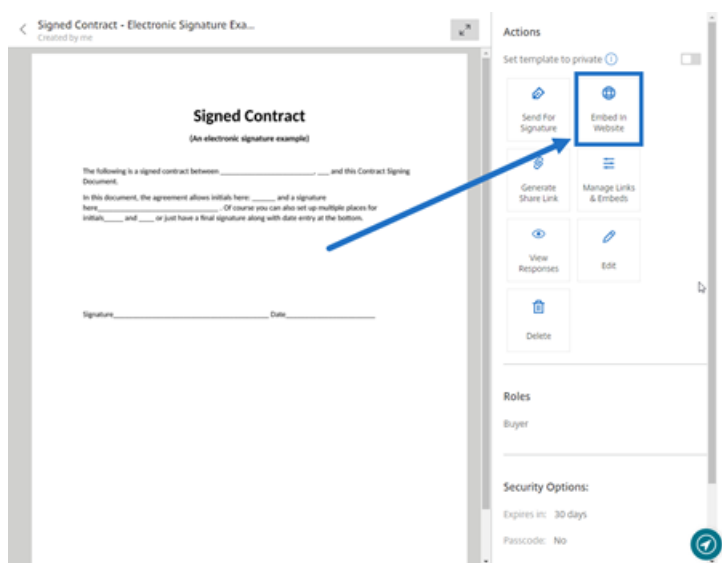 Signed Contract - Electronic Signature Exa...
Created by me
Signed Contract
(An electronic signature example)
The following is a signed contract between ______________________, ___ and this Contract Signing
Document.
In this document, the agreement allows initials here: ______ and a signature
here____________________________ . Of course you can also set up multiple places for
initials_____ and ____ or just have a final signature along with date entry at the bottom.
Signature____________________________________ Date_____________________
Actions
Set template to private
Send For
Signature
Embed In
Website
Generate
Share Link
Manage Links
& Embeds
View
Responses
Edit
Delete
Roles
Buyer
Security Options:
Expires in: 30 days
Passcode: No